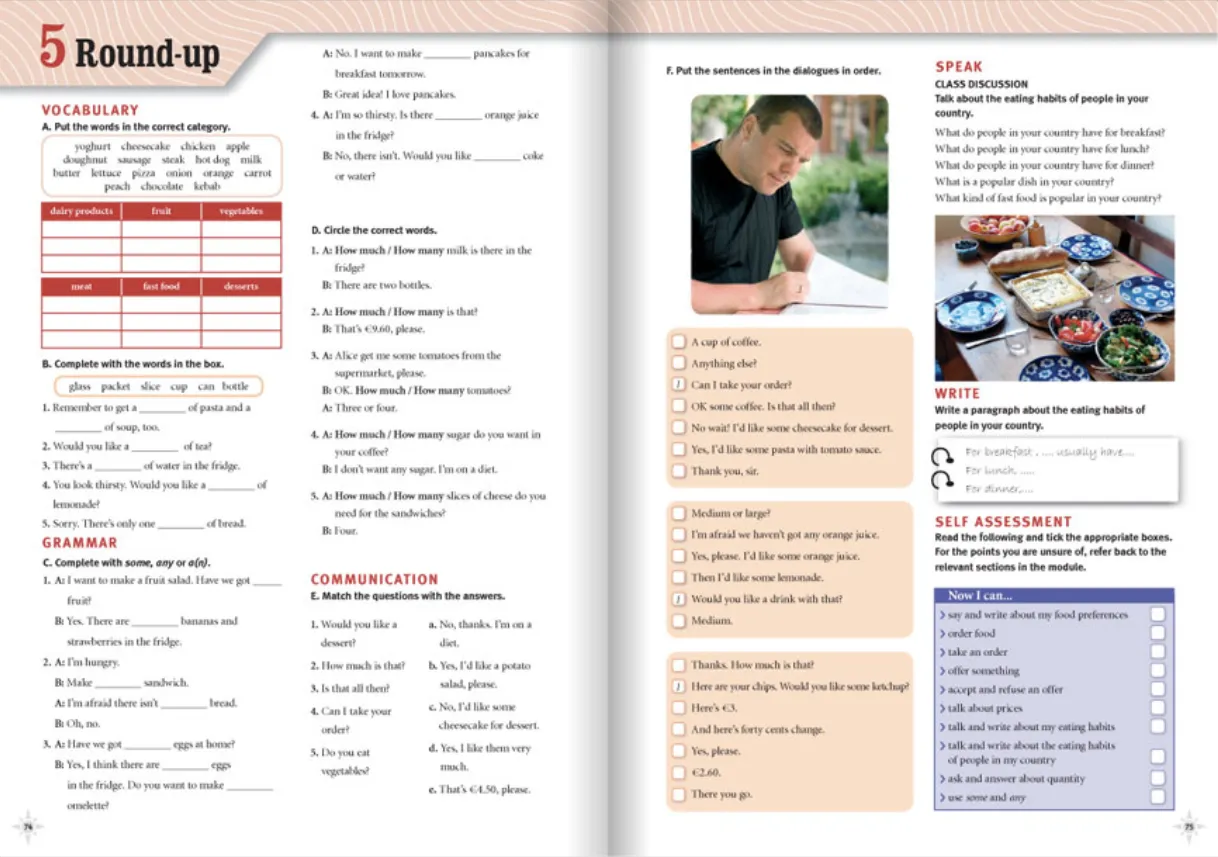 5 Round-up
VOCABULARY
A. Put the words in the correct category.
yoghurt cheesecake chicken apple
doughnut sausage steak hot dog milk
butter lettuce pizza onion orange carrot
peach chocolate kebab
dairy products fruit vegetables
meat fast food desserts
B. Complete with the words in the box.
glass packet slice cup can bottle
1. Remember to get a ________ of pasta and a
________ of soup, too.
2. Would you like a ________ of tea?
3. There's a ________ of water in the fridge.
4. You look thirsty. Would you like a ________ of
lemonade?
5. Sorry. There's only one ________ of bread.
GRAMMAR
C. Complete with some, any or a(n).
1. A: I want to make a fruit salad. Have we got _____
fruit?
B: Yes. There are ________ bananas and
strawberries in the fridge.
2. A: I'm hungry.
B: Make ________ sandwich.
A: I'm afraid there isn't ________ bread.
B: Oh, no.
3. A: Have we got ________ eggs at home?
B: Yes, I think there are ________ eggs
in the fridge. Do you want to make ________
omelette?
74
A: No. I want to make ________ pancakes for
breakfast tomorrow.
B: Great idea! I love pancakes.
4. A: I'm so thirsty. Is there ________ orange juice
in the fridge?
B: No, there isn't. Would you like ________ coke
or water?
D. Circle the correct words.
1. A: How much / How many milk is there in the
fridge?
B: There are two bottles.
2. A: How much / How many is that?
B: That's €9.60, please.
3. A: Alice get me some tomatoes from the
supermarket, please.
B: OK. How much / How many tomatoes?
A: Three or four.
4. A: How much / How many sugar do you want in
your coffee?
B: I don't want any sugar. I'm on a diet.
5. A: How much / How many slices of cheese do you
need for the sandwiches?
B: Four.
COMMUNICATION
E. Match the questions with the answers.
1. Would you like a
dessert?
2. How much is that?
3. Is that all then?
4. Can I take your
order?
5. Do you eat
vegetables?
a. No, thanks. I'm on a
diet.
b. Yes, I'd like a potato
salad, please.
c. No, I'd like some
cheesecake for dessert.
d. Yes, I like them very
much.
e. That's €4.50, please.
F. Put the sentences in the dialogues in order.
A cup of coffee.
Anything else?
1 Can I take your order?
OK some coffee. Is that all then?
No wait! I'd like some cheesecake for dessert.
Yes, I'd like some pasta with tomato sauce.
Thank you, sir.
Medium or large?
I'm afraid we haven't got any orange juice.
Yes, please. I'd like some orange juice.
Then I'd like some lemonade.
1 Would you like a drink with that?
Medium.
Thanks. How much is that?
1 Here are your chips. Would you like some ketchup?
Here's €3.
And here's forty cents change.
Yes, please.
€2.60.
There you go.
SPEAK
CLASS DISCUSSION
Talk about the eating habits of people in your
country.
What do people in your country have for breakfast?
What do people in your country have for lunch?
What do people in your country have for dinner?
What is a popular dish in your country?
What kind of fast food is popular in your country?
WRITE
Write a paragraph about the eating habits of
people in your country.
For breakfast , .... usually have....
For lunch, .....
For dinner,....
SELF ASSESSMENT
Read the following and tick the appropriate boxes.
For the points you are unsure of, refer back to the
relevant sections in the module.
Now I can...
> say and write about my food preferences
> order food
> take an order
> offer something
> accept and refuse an offer
> talk about prices
> talk and write about my eating habits
> talk and write about the eating habits
of people in my country
> ask and answer about quantity
> use some and any
75